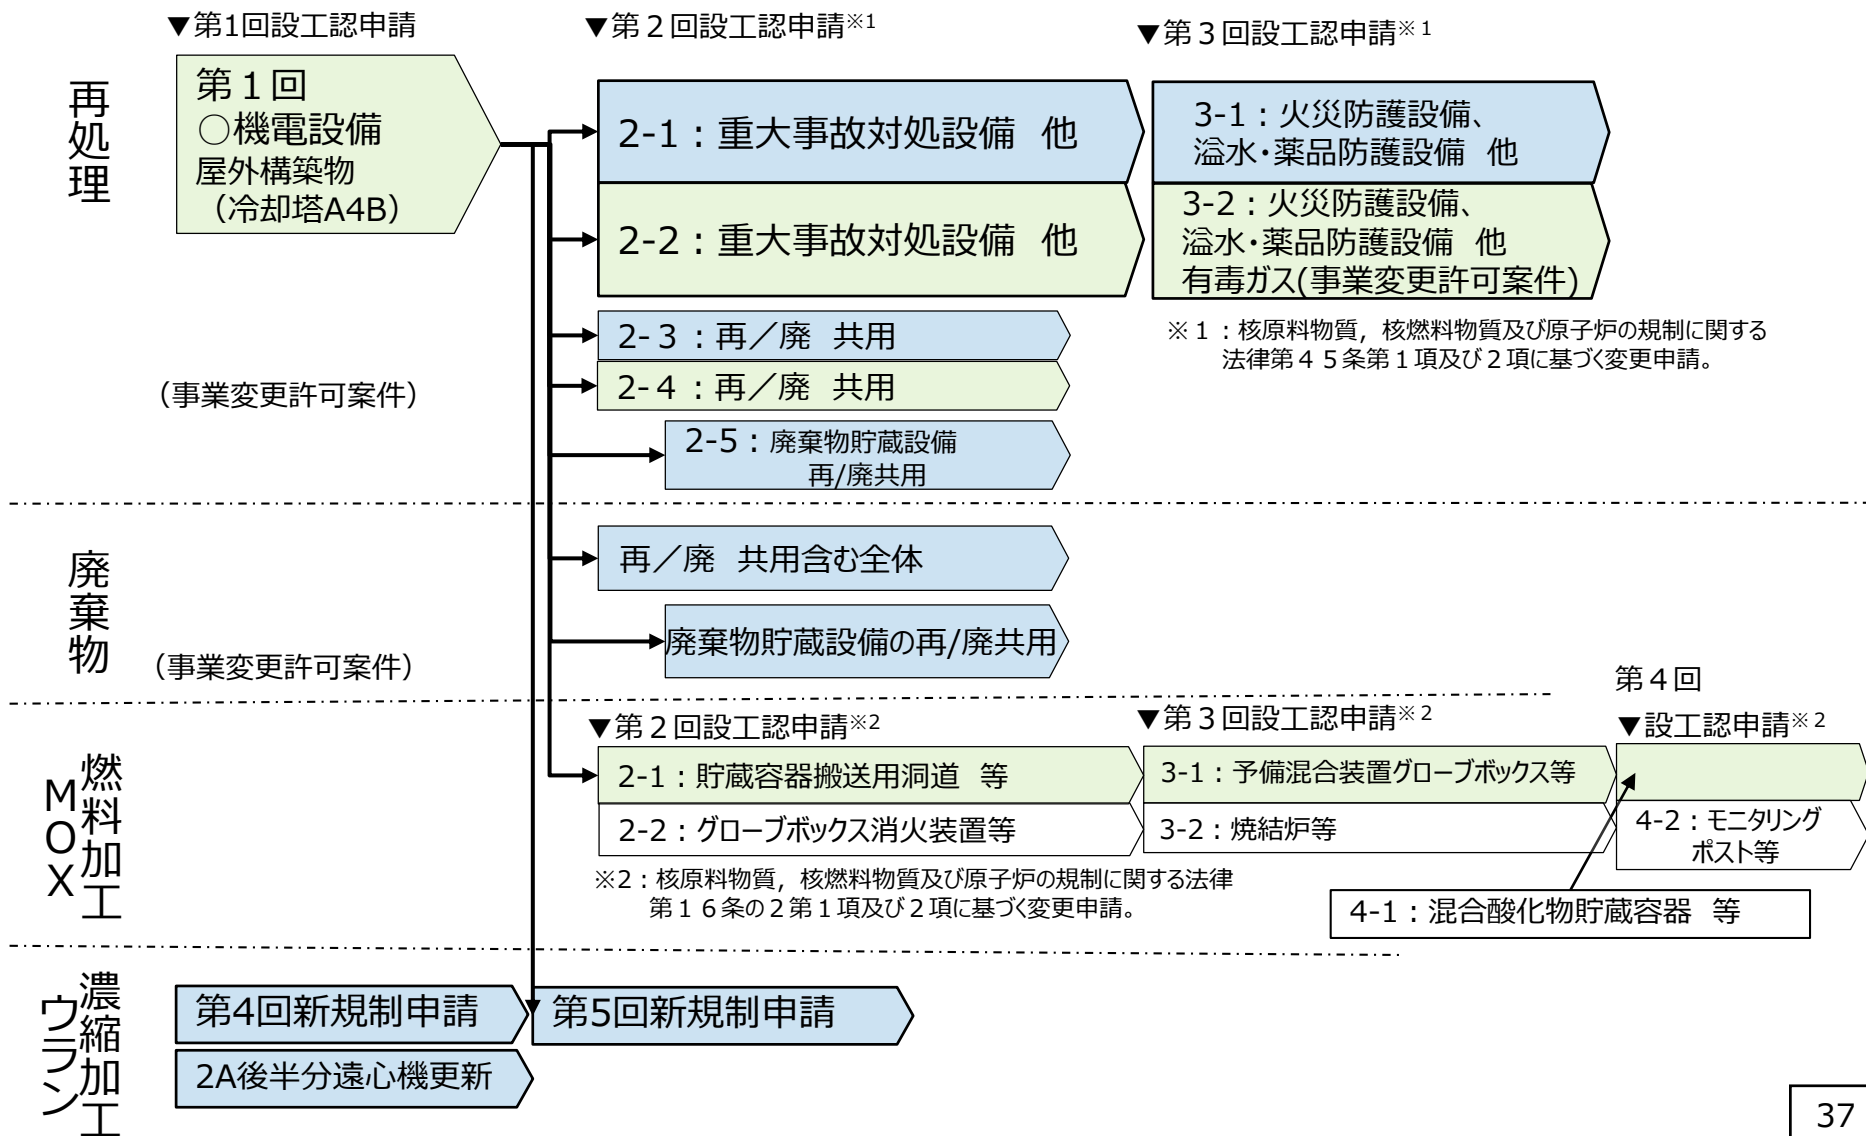 ▼第1回設工認申請
▼第２回設工認申請※1
▼第３回設工認申請※１
再処理
第１回
○機電設備
屋外構築物
（冷却塔A4B）
2-1：重大事故対処設備　他
2-2：重大事故対処設備　他
3-1：火災防護設備、
溢水・薬品防護設備　他
3-2：火災防護設備、
溢水・薬品防護設備　他
有毒ガス(事業変更許可案件)
※１：核原料物質，核燃料物質及び原子炉の規制に関する
法律第４５条第１項及び２項に基づく変更申請。
2-３：再／廃　共用
2-４：再／廃　共用
（事業変更許可案件）
2-5：廃棄物貯蔵設備
再/廃共用
廃棄物
再／廃　共用含む全体
廃棄物貯蔵設備の再/廃共用
（事業変更許可案件）
ＭＯＸ
燃料加工
▼第２回設工認申請※2
▼第３回設工認申請※２
第４回
▼設工認申請※２
2-1：貯蔵容器搬送用洞道　等
2-2：グローブボックス消火装置等
3-1：予備混合装置グローブボックス等
3-2：焼結炉等
4-2：モニタリング
ポスト等
4-1：混合酸化物貯蔵容器　等
※2：核原料物質，核燃料物質及び原子炉の規制に関する法律
第１６条の２第１項及び２項に基づく変更申請。
ウラン
濃縮加工
第4回新規制申請
第5回新規制申請
2A後半分遠心機更新
37